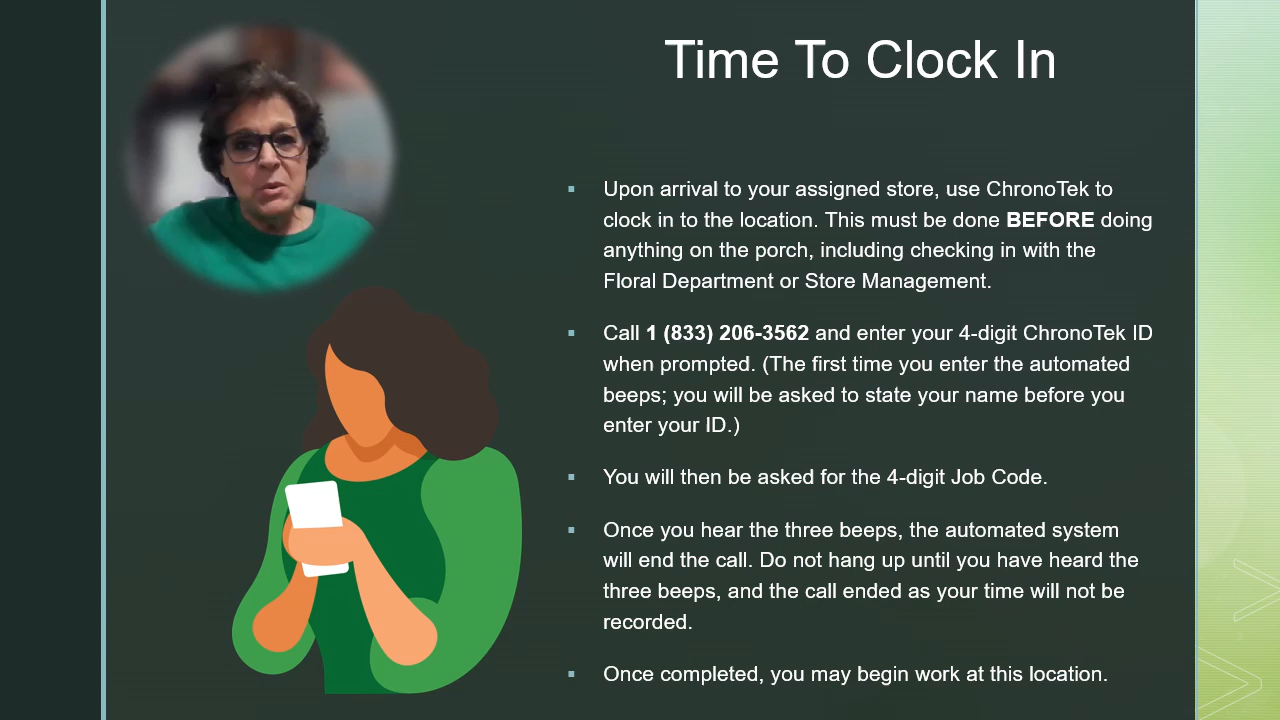 Time To Clock In
▪ Upon arrival to your assigned store, use ChronoTek to
clock in to the location. This must be done BEFORE doing
anything on the porch, including checking in with the
Floral Department or Store Management.
▪ Call 1 (833) 206-3562 and enter your 4-digit ChronoTek ID
when prompted. (The first time you enter the automated
beeps; you will be asked to state your name before you
enter your ID.)
▪ You will then be asked for the 4-digit Job Code.
▪ Once you hear the three beeps, the automated system
will end the call. Do not hang up until you have heard the
three beeps, and the call ended as your time will not be
recorded.
▪ Once completed, you may begin work at this location.